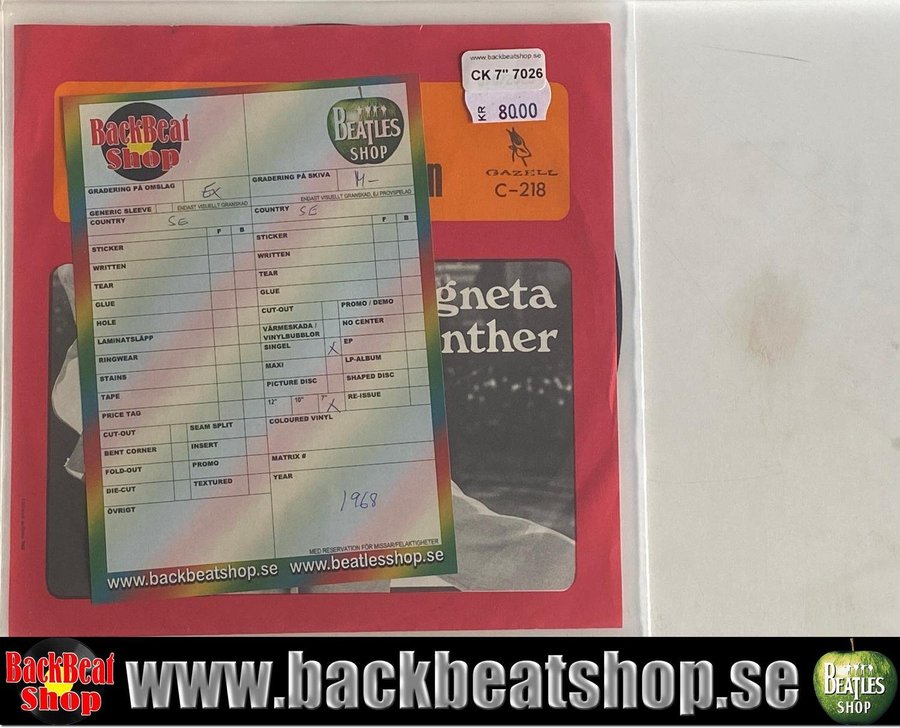 www.backbeatshop.se
CK 7" 7026
KR 8000
GAZELL
C-218
gneta
nther
BackBeat
Shop
BEATLES
SHOP
GRADERING PÅ OMSLAG Ex
GRADERING PÅ SKIVA M-
ENDAST VISUELLT GRANSKAD
ENDAST VISUELLT GRANSKAD, EJ PROVSPELAD
GENERIC SLEEVE
COUNTRY SE
COUNTRY SE
F B
F B
STICKER
WRITTEN
TEAR
GLUE
HOLE
LAMINATSLÄPP
RINGWEAR
STAINS
TAPE
PRICE TAG
CUT-OUT
SEAM SPLIT
BENT CORNER
INSERT
FOLD-OUT
PROMO
DIE-CUT
TEXTURED
ÖVRIGT
STICKER
WRITTEN
TEAR
GLUE
CUT-OUT
PROMO / DEMO
VÄRMESKADA /
VINYLBUBBLOR
NO CENTER
SINGEL X
EP
MAXI
LP-ALBUM
PICTURE DISC
SHAPED DISC
12" 10" 7" X
RE-ISSUE
COLOURED VINYL
MATRIX #
YEAR
1968
MED RESERVATION FÖR MISSAR/FELAKTIGHETER
www.backbeatshop.se www.beatlesshop.se
BackBeat
Shop
www.backbeatshop.se
BEATLES
SHOP